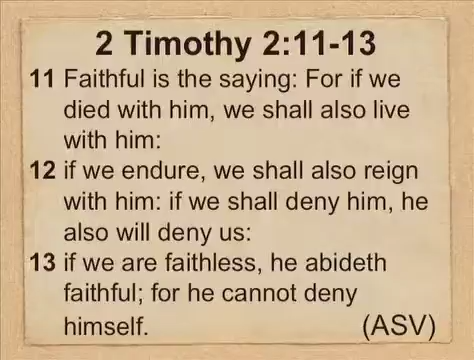 2 Timothy 2:11-13
11 Faithful is the saying: For if we
died with him, we shall also live
with him:
12 if we endure, we shall also reign
with him: if we shall deny him, he
also will deny us:
13 if we are faithless, he abideth
faithful; for he cannot deny
himself. (ASV)